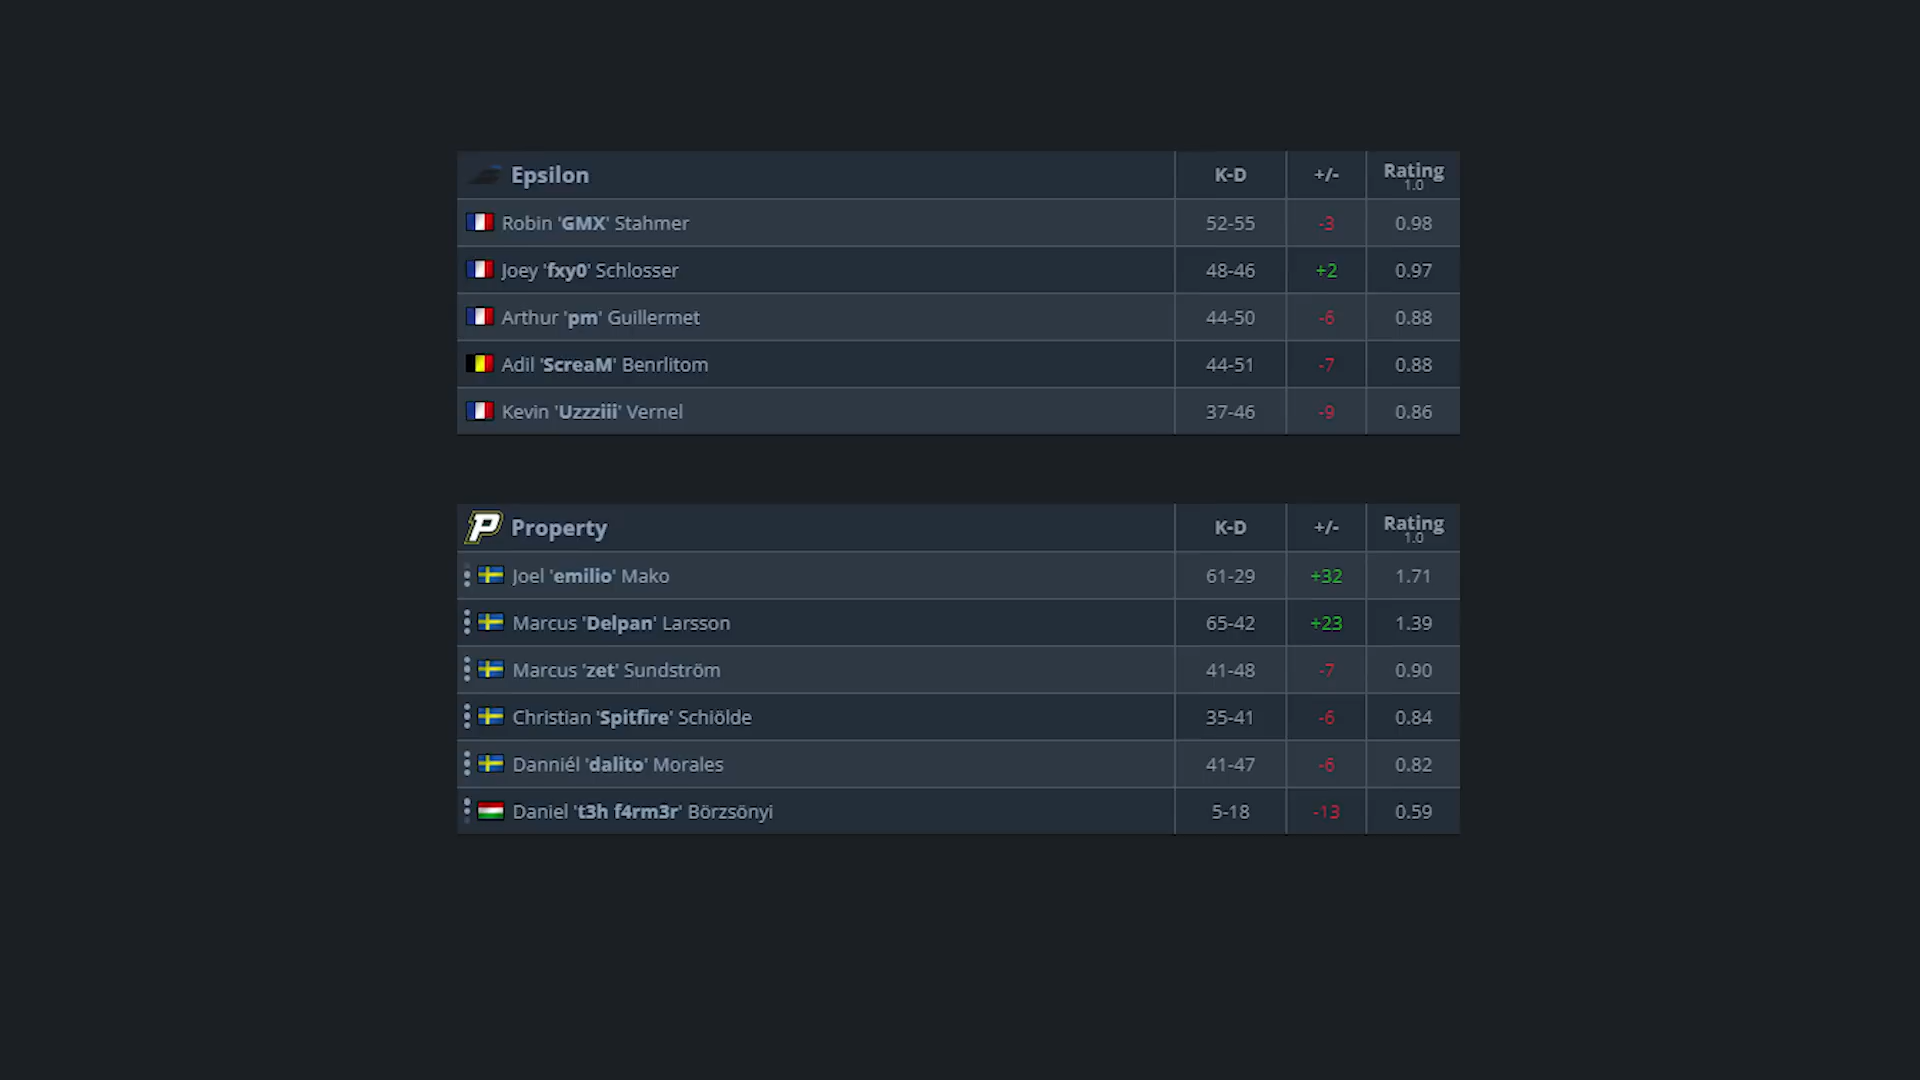 Epsilon K-D +/- Rating 1.0
Robin 'GMX' Stahmer 52-55 -3 0.98
Joey 'fxy0' Schlosser 48-46 +2 0.97
Arthur 'pm' Guillermet 44-50 -6 0.88
Adil 'ScreaM' Benrlitom 44-51 -7 0.88
Kevin 'Uzzziii' Vernel 37-46 -9 0.86
P Property K-D +/- Rating 1.0
Joel 'emilio' Mako 61-29 +32 1.71
Marcus 'Delpan' Larsson 65-42 +23 1.39
Marcus 'zet' Sundström 41-48 -7 0.90
Christian 'Spitfire' Schiölde 35-41 -6 0.84
Danniél 'dalito' Morales 41-47 -6 0.82
Daniel 't3h f4rm3r' Börzsönyi 5-18 -13 0.59